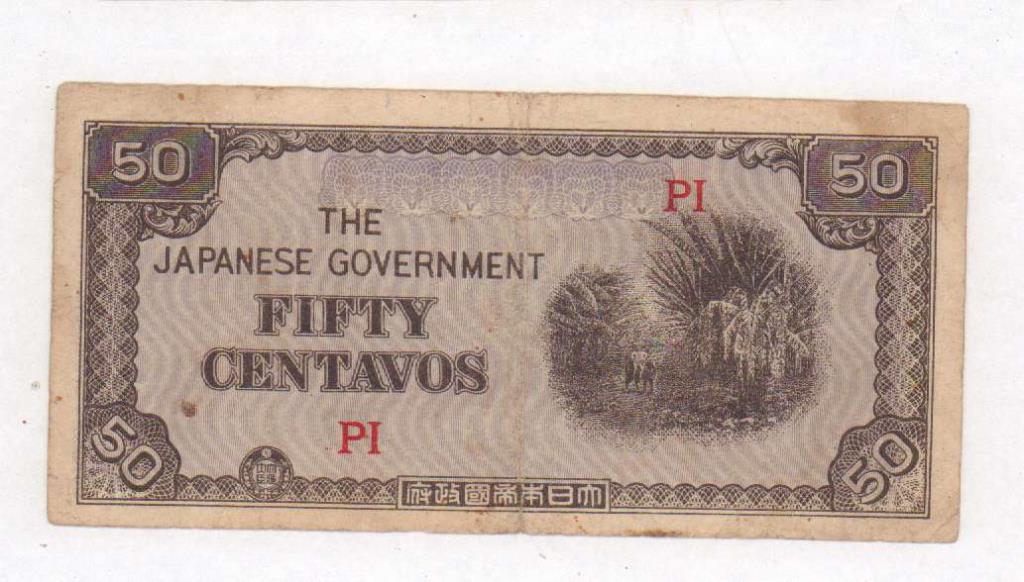 50
50
PI
THE
JAPANESE GOVERNMENT
FIFTY
CENTAVOS
PI
50
50
大日本帝國政府